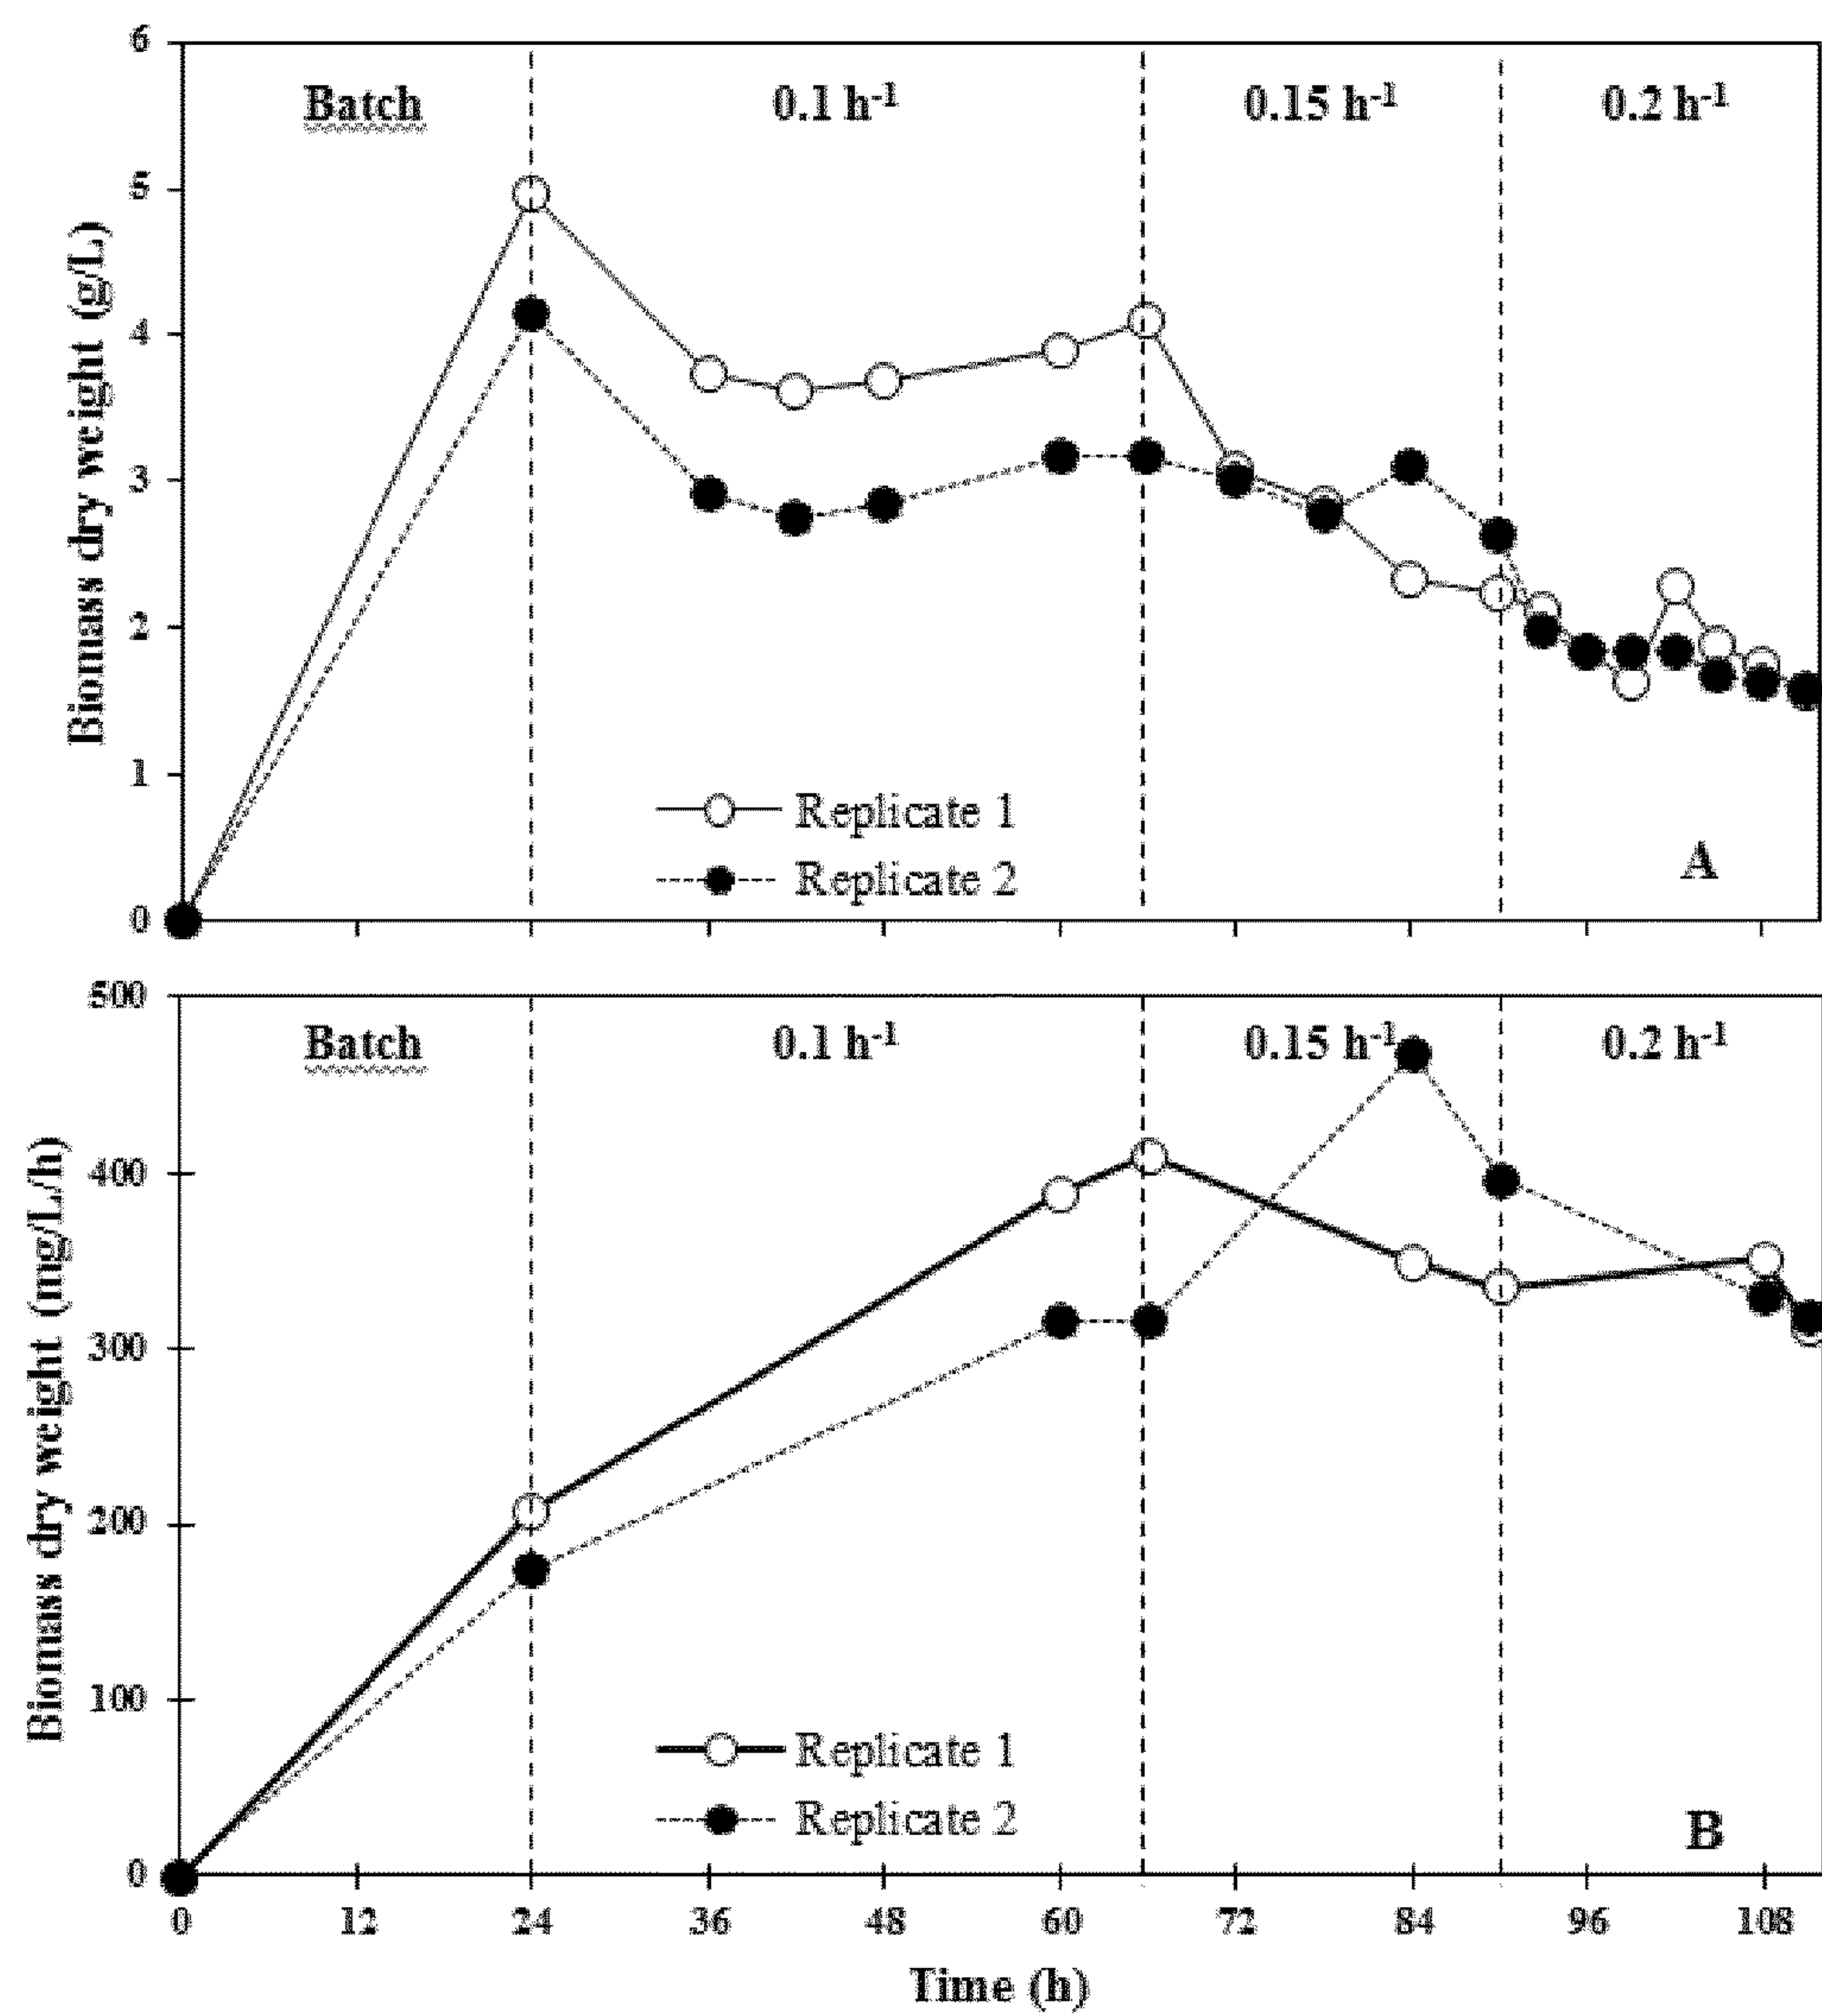 6
Batch 0.1 h-1 0.15 h-1 0.2 h-1
5
4
3
2
1
0
Biomass dry weight (g/L)
Replicate 1
Replicate 2
A
500
Batch 0.1 h-1 0.15 h-1 0.2 h-1
400
300
200
100
0
Biomass dry weight (mg/L/h)
Replicate 1
Replicate 2
B
0 12 24 36 48 60 72 84 96 108
Time (h)